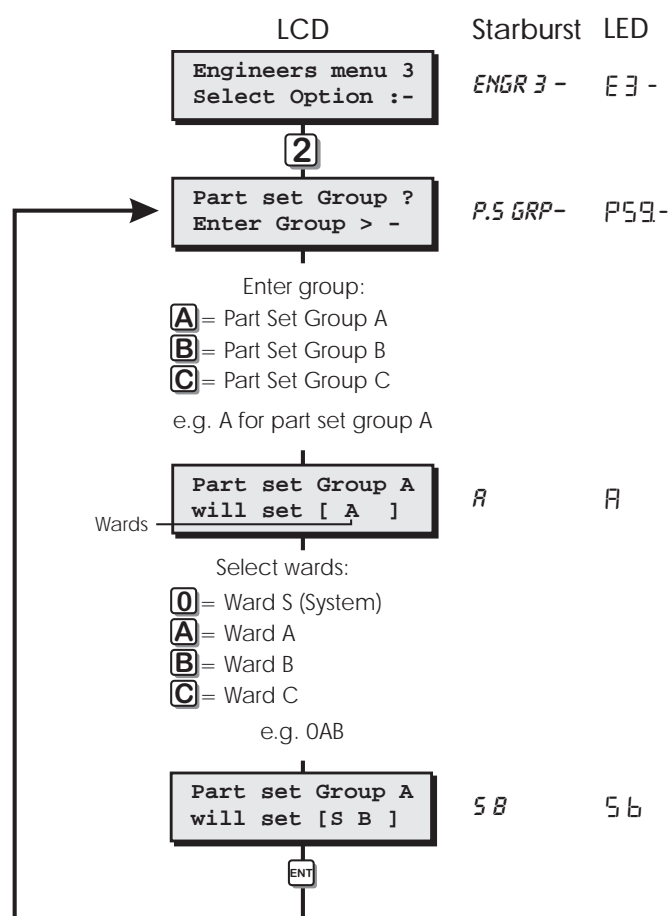 LCD Starburst LED
Engineers menu 3
Select Option :-
ENGR 3 - E3 -
2
Part set Group ?
Enter Group > -
P.S GRP- PS9.-
Enter group:
A = Part Set Group A
B = Part Set Group B
C = Part Set Group C
e.g. A for part set group A
Part set Group A
will set [ A ]
A A
Wards
Select wards:
0 = Ward S (System)
A = Ward A
B = Ward B
C = Ward C
e.g. 0AB
Part set Group A
will set [S B ]
S B S b
ENT